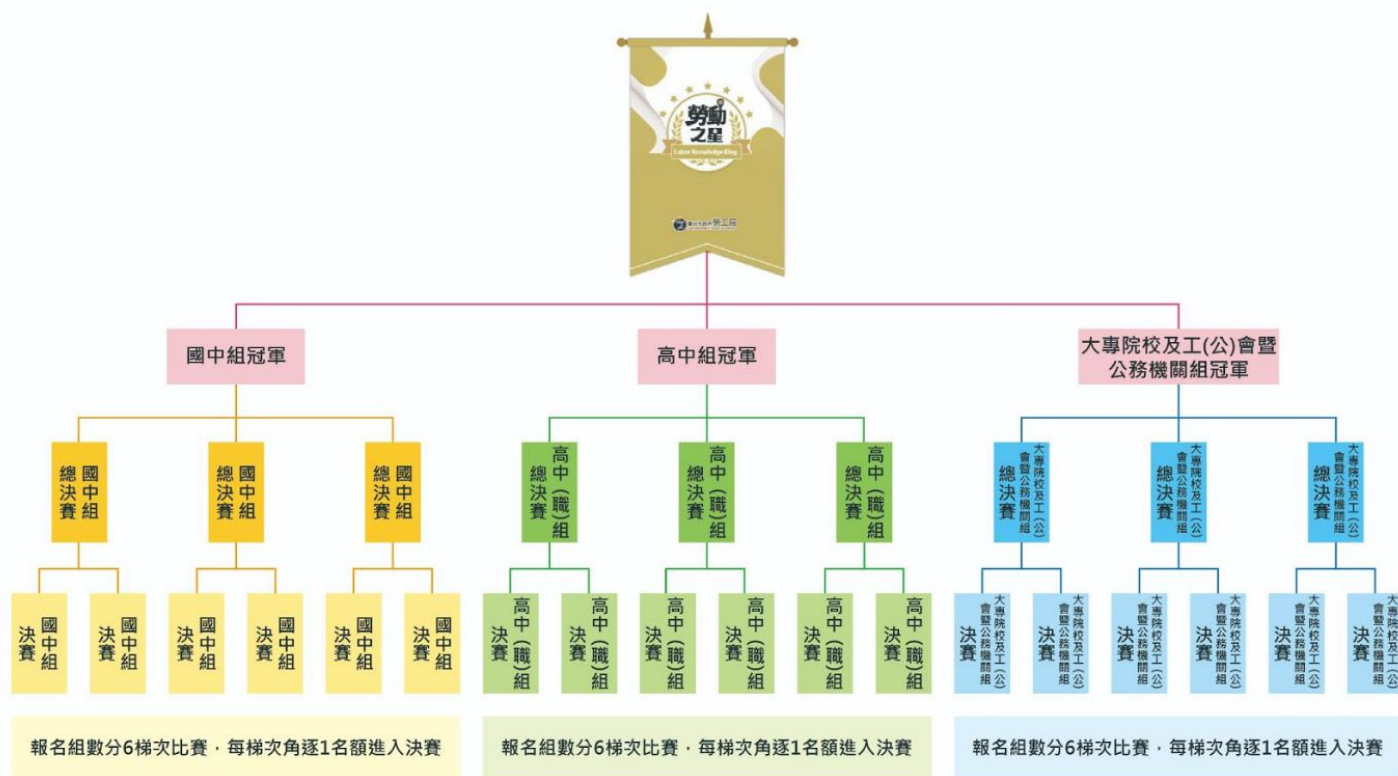 勞動
之星
Labor Knowledge King
勞工局
國中組冠軍
高中組冠軍
大專院校及工(公)會暨
公務機關組冠軍
國中組
總決賽
國中組
總決賽
國中組
總決賽
高中(職)組
總決賽
高中(職)組
總決賽
高中(職)組
總決賽
大專院校及工(公)
會暨公務機關組
總決賽
大專院校及工(公)
會暨公務機關組
總決賽
大專院校及工(公)
會暨公務機關組
總決賽
國中組
決賽
國中組
決賽
國中組
決賽
國中組
決賽
國中組
決賽
國中組
決賽
高中(職)組
決賽
高中(職)組
決賽
高中(職)組
決賽
高中(職)組
決賽
高中(職)組
決賽
高中(職)組
決賽
大專院校及工(公)
會暨公務機關組
決賽
大專院校及工(公)
會暨公務機關組
決賽
大專院校及工(公)
會暨公務機關組
決賽
大專院校及工(公)
會暨公務機關組
決賽
大專院校及工(公)
會暨公務機關組
決賽
大專院校及工(公)
會暨公務機關組
決賽
報名組數分6梯次比賽，每梯次角逐1名額進入決賽
報名組數分6梯次比賽，每梯次角逐1名額進入決賽
報名組數分6梯次比賽，每梯次角逐1名額進入決賽